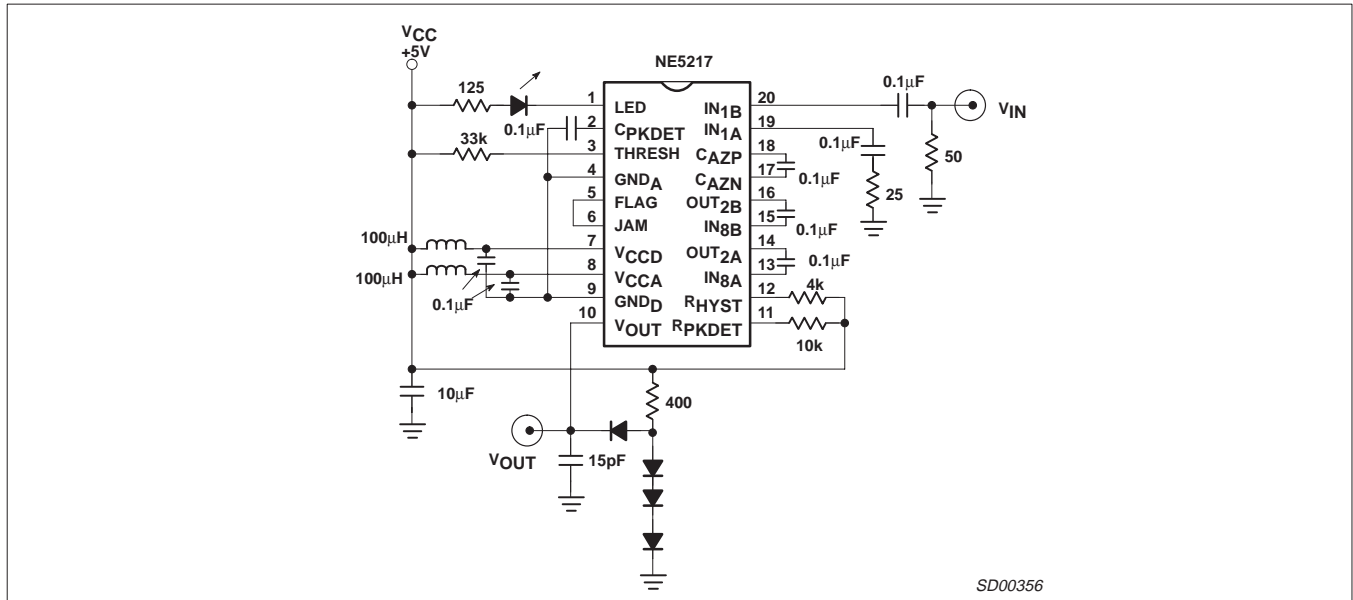 VCC
+5V
NE5217
125
0.1μF
33k
1 LED
2 CPKDET
3 THRESH
4 GNDA
5 FLAG
6 JAM
7 VCCD
8 VCCA
9 GNDD
10 VOUT
IN1B 20
IN1A 19
CAZP 18
CAZN 17
OUT2B 16
IN8B 15
OUT2A 14
IN8A 13
RHYST 12
RPKDET 11
0.1μF
VIN
0.1μF
50
25
0.1μF
0.1μF
0.1μF
4k
10k
100μH
100μH
0.1μF
10μF
400
VOUT
15pF
SD00356